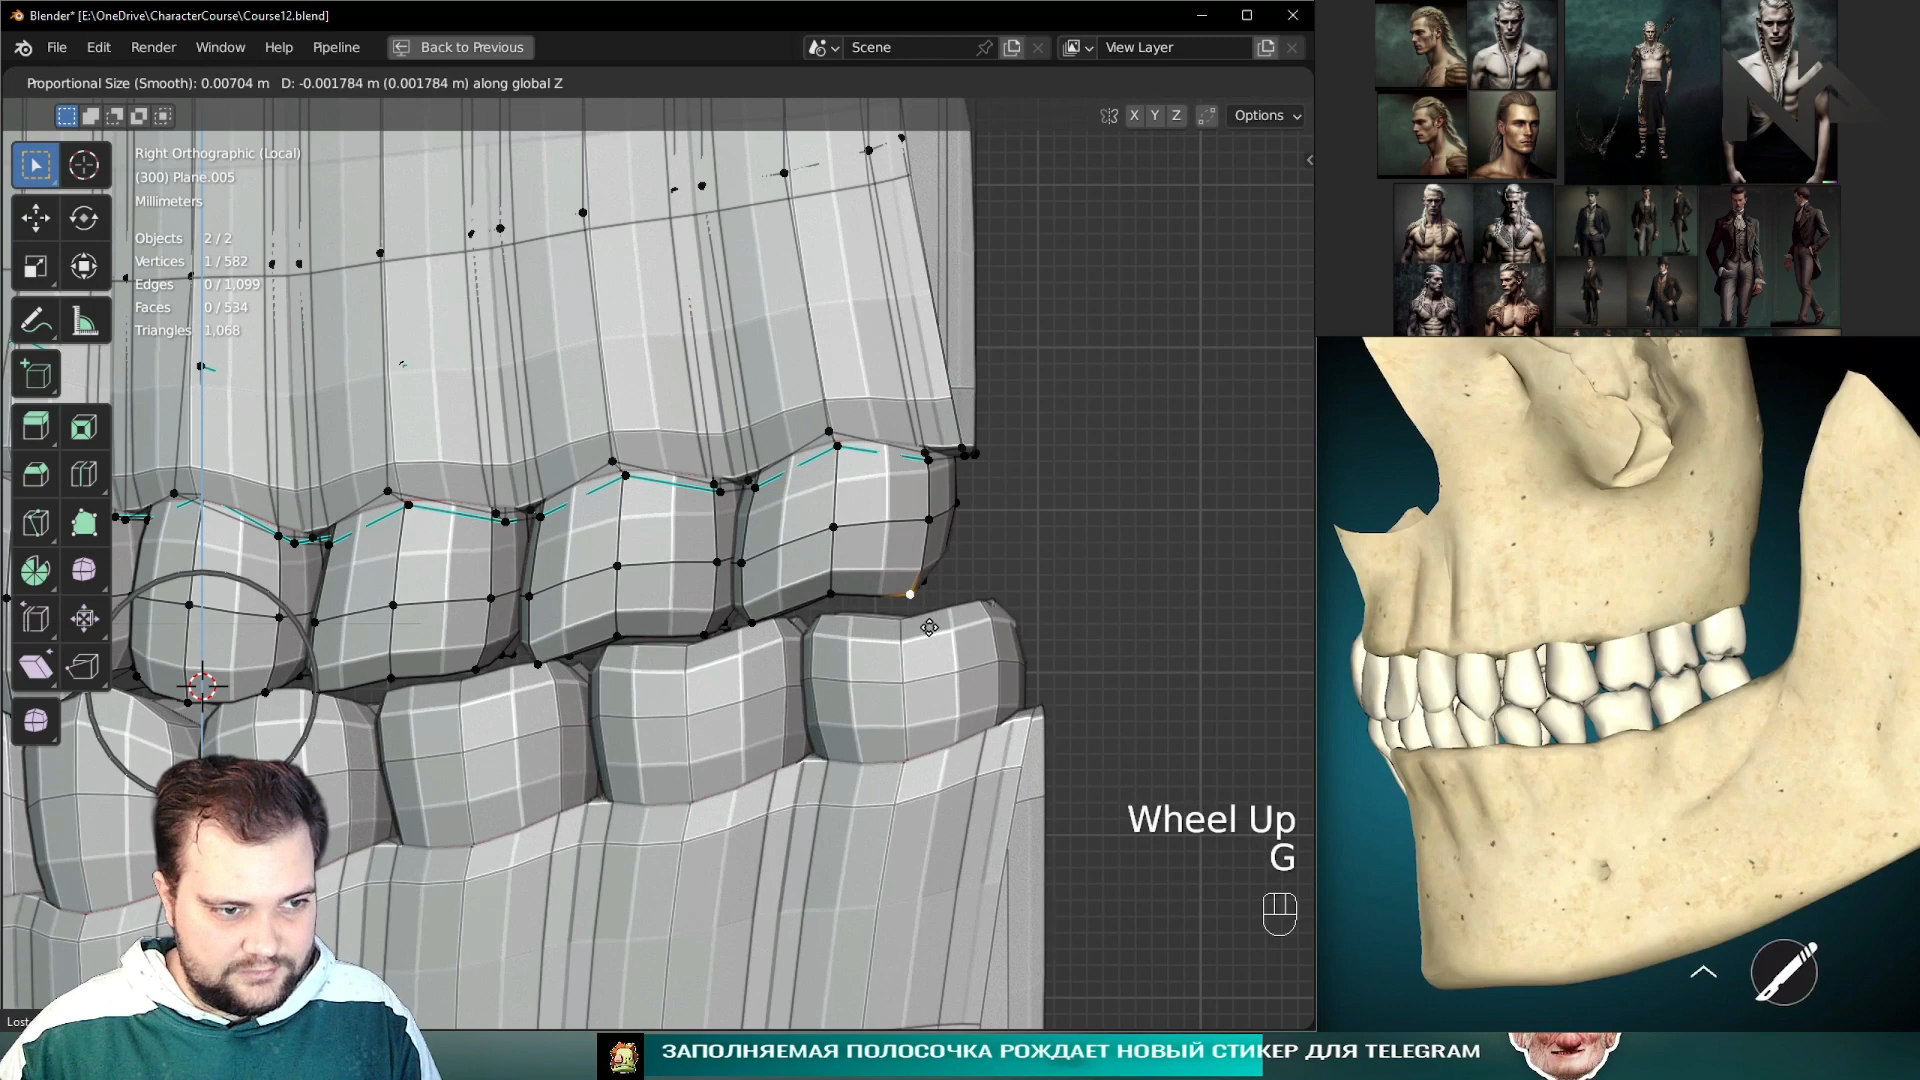 Blender* [E:\OneDrive\CharacterCourse\Course12.blend]
File Edit Render Window Help Pipeline Back to Previous Scene View Layer
Proportional Size (Smooth): 0.00704 m D: -0.001784 m (0.001784 m) along global Z
X Y Z Options
Right Orthographic (Local)
(300) Plane.005
Millimeters
Objects 2 / 2
Vertices 1 / 582
Edges 0 / 1,099
Faces 0 / 534
Triangles 1,068
Wheel Up
G
Lost
ЗАПОЛНЯЕМАЯ ПОЛОСОЧКА РОЖДАЕТ НОВЫЙ СТИКЕР ДЛЯ TELEGRAM